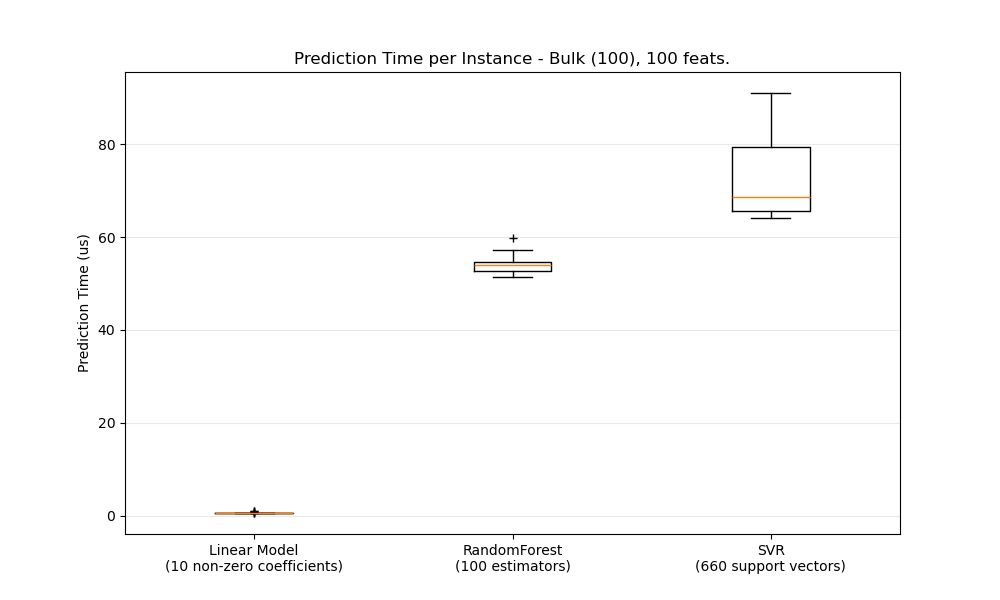 Prediction Time per Instance - Bulk (100), 100 feats.
Prediction Time (us)
80
60
40
20
0
Linear Model
(10 non-zero coefficients)
RandomForest
(100 estimators)
SVR
(660 support vectors)